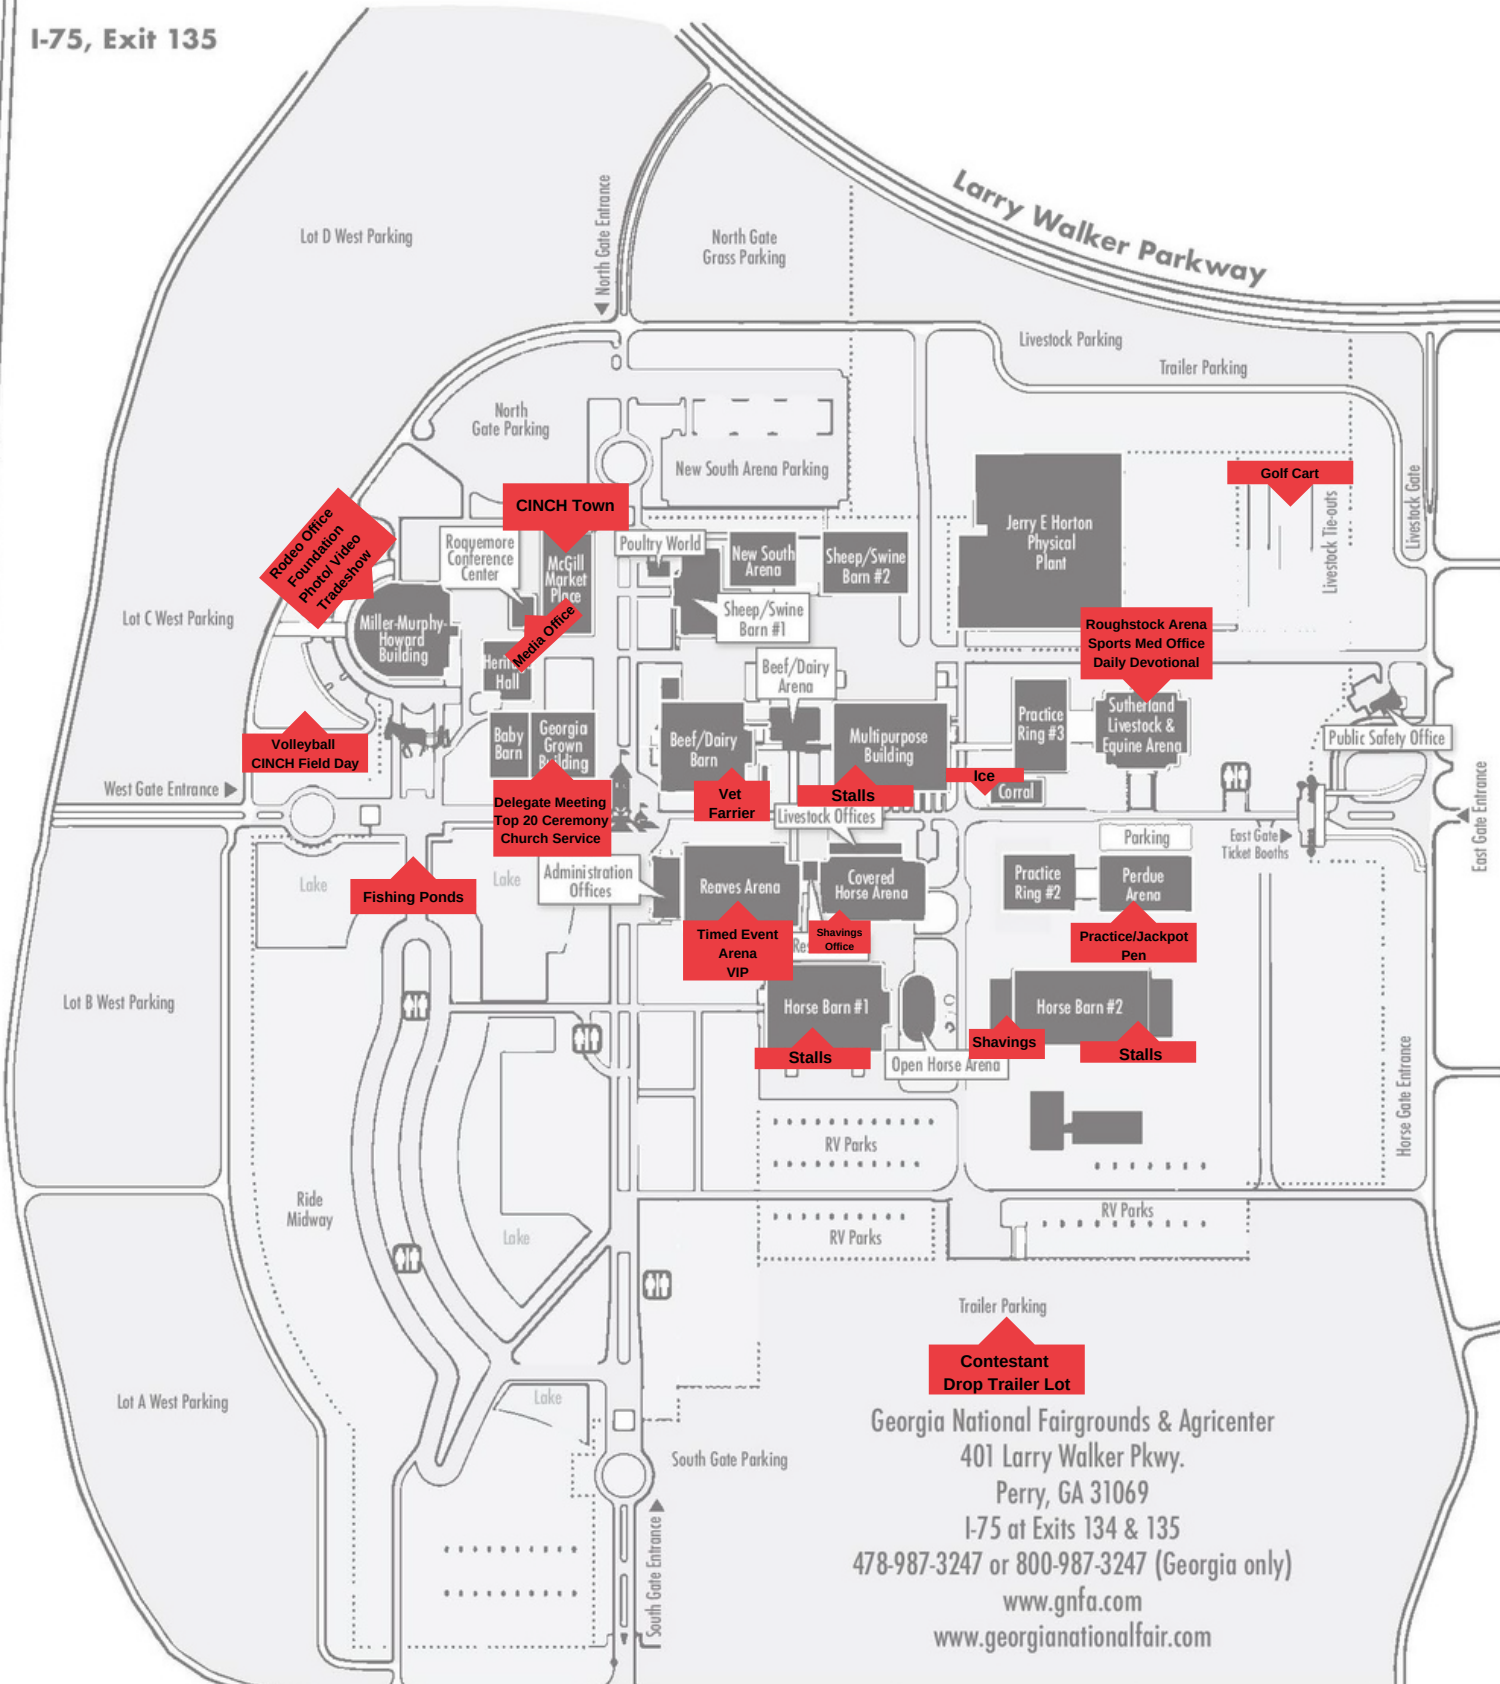 I-75, Exit 135
Larry Walker Parkway
North Gate Entrance
Lot D West Parking
North Gate
Grass Parking
Livestock Parking
Trailer Parking
North
Gate Parking
New South Arena Parking
Golf Cart
Livestock Gate
Livestock Tie-outs
CINCH Town
Rodeo Office
Foundation
Photo/ Video
Tradeshow
Roquemore
Conference
Center
McGill
Market
Place
Poultry World
New South
Arena
Sheep/Swine
Barn #2
Jerry E Horton
Physical
Plant
Lot C West Parking
Miller-Murphy-
Howard
Building
Media Office
Sheep/Swine
Barn #1
Roughstock Arena
Sports Med Office
Daily Devotional
Hall
Beef/Dairy
Arena
Volleyball
CINCH Field Day
Baby
Barn
Georgia
Grown
Building
Beef/Dairy
Barn
Multipurpose
Building
Practice
Ring #3
Sutherland
Livestock &
Equine Arena
Public Safety Office
West Gate Entrance
Ice
Corral
Delegate Meeting
Top 20 Ceremony
Church Service
Vet
Farrier
Stalls
Livestock Offices
East Gate Entrance
East Gate
Ticket Booths
Parking
Lake
Lake
Fishing Ponds
Administration
Offices
Reaves Arena
Covered
Horse Arena
Practice
Ring #2
Perdue
Arena
Timed Event
Arena
VIP
Shavings
Office
Practice/Jackpot
Pen
Lot B West Parking
Horse Barn #1
Horse Barn #2
Stalls
Shavings
Stalls
Open Horse Arena
Horse Gate Entrance
RV Parks
Ride
Midway
Lake
RV Parks
RV Parks
Trailer Parking
Contestant
Drop Trailer Lot
Lot A West Parking
Lake
South Gate Parking
South Gate Entrance
Georgia National Fairgrounds & Agricenter
401 Larry Walker Pkwy.
Perry, GA 31069
I-75 at Exits 134 & 135
478-987-3247 or 800-987-3247 (Georgia only)
www.gnfa.com
www.georgianationalfair.com